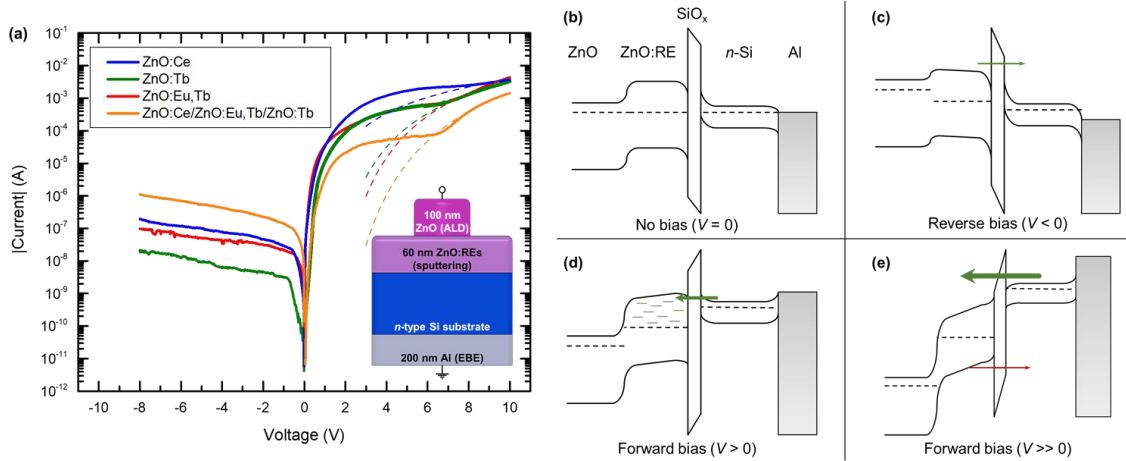 (a)
10⁻¹
10⁻²
10⁻³
10⁻⁴
10⁻⁵
10⁻⁶
10⁻⁷
10⁻⁸
10⁻⁹
10⁻¹⁰
10⁻¹¹
10⁻¹²
|Current| (A)
ZnO:Ce
ZnO:Tb
ZnO:Eu,Tb
ZnO:Ce/ZnO:Eu,Tb/ZnO:Tb
100 nm
ZnO (ALD)
60 nm ZnO:REs
(sputtering)
n-type Si substrate
200 nm Al (EBE)
-10 -8 -6 -4 -2 0 2 4 6 8 10
Voltage (V)
(b)
SiOₓ
ZnO ZnO:RE n-Si Al
No bias (V = 0)
(c)
Reverse bias (V < 0)
(d)
Forward bias (V > 0)
(e)
Forward bias (V >> 0)